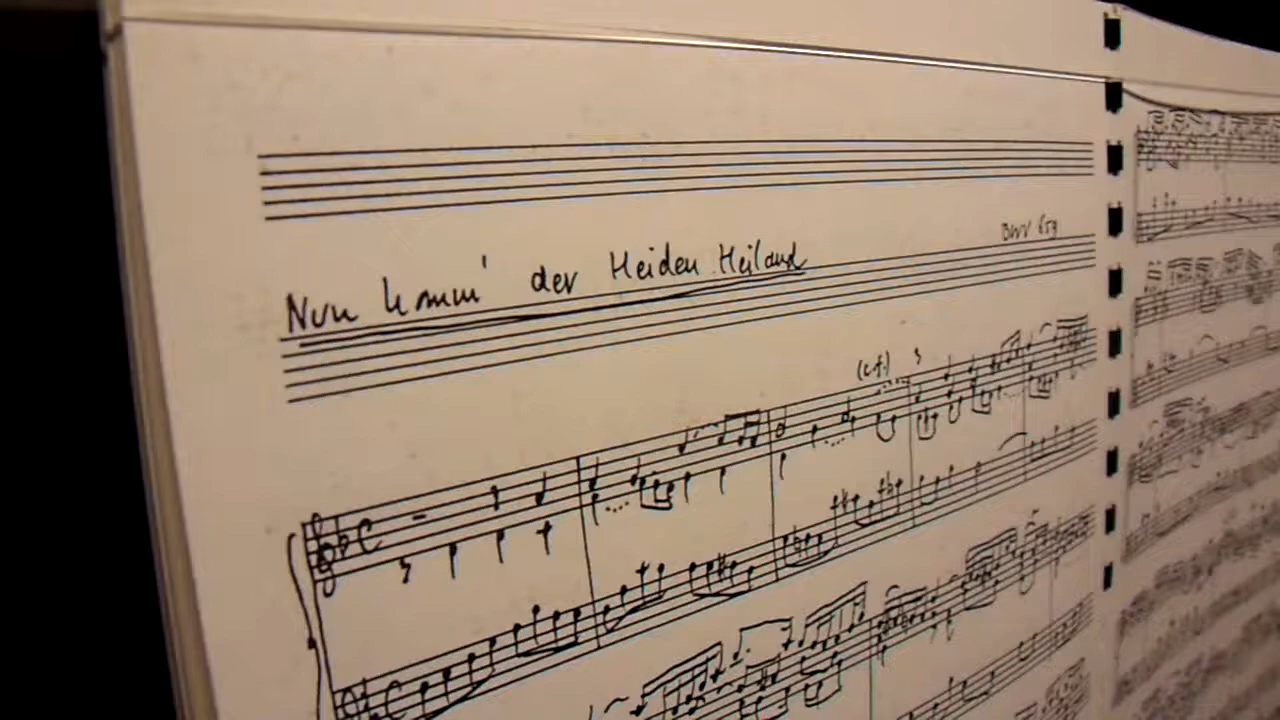 BWV 659
Nun komm' der Heiden Heiland
(c.f.)